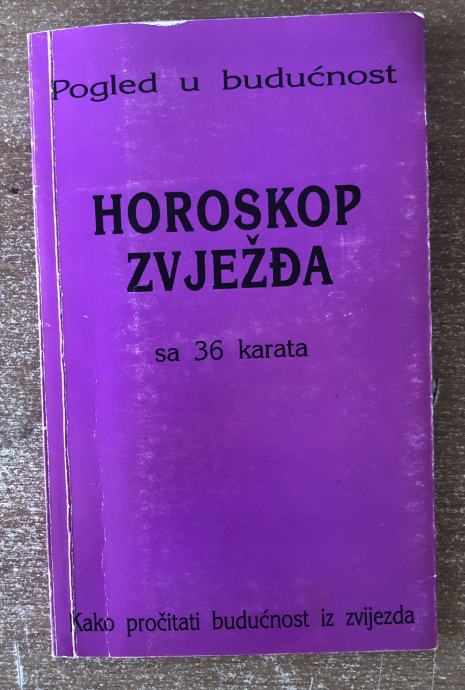 Pogled u budućnost
HOROSKOP
ZVJEŽĐA
sa 36 karata
Kako pročitati budućnost iz zvijezda